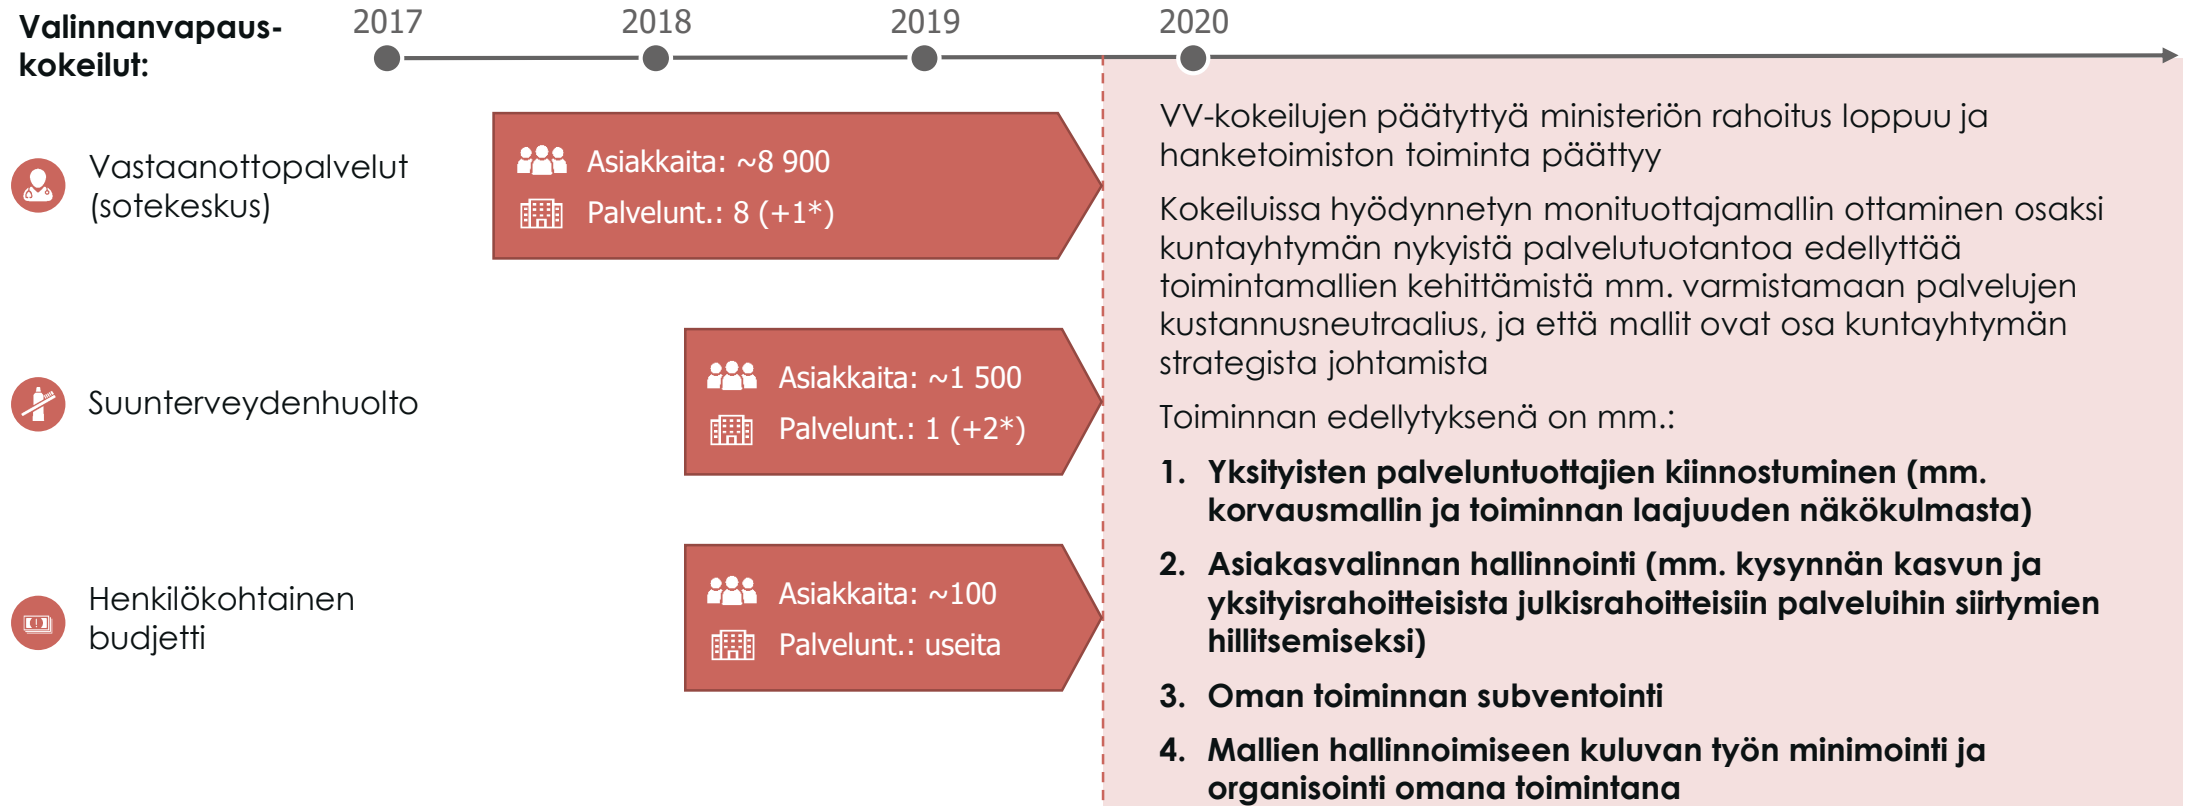 Valinnanvapaus-
kokeilut:
2017
2018
2019
2020
Vastaanottopalvelut
(sotekeskus)
Asiakkaita: ~8 900
Palvelunt.: 8 (+1*)
Suunterveydenhuolto
Asiakkaita: ~1 500
Palvelunt.: 1 (+2*)
Henkilökohtainen
budjetti
Asiakkaita: ~100
Palvelunt.: useita
VV-kokeilujen päätyttyä ministeriön rahoitus loppuu ja
hanketoimiston toiminta päättyy
Kokeiluissa hyödynnetyn monituottajamallin ottaminen osaksi
kuntayhtymän nykyistä palvelutuotantoa edellyttää
toimintamallien kehittämistä mm. varmistamaan palvelujen
kustannusneutraalius, ja että mallit ovat osa kuntayhtymän
strategista johtamista
Toiminnan edellytyksenä on mm.:
1. Yksityisten palveluntuottajien kiinnostuminen (mm.
korvausmallin ja toiminnan laajuuden näkökulmasta)
2. Asiakasvalinnan hallinnointi (mm. kysynnän kasvun ja
yksityisrahoitteisista julkisrahoitteisiin palveluihin siirtymien
hillitsemiseksi)
3. Oman toiminnan subventointi
4. Mallien hallinnoimiseen kuluvan työn minimointi ja
organisointi omana toimintana